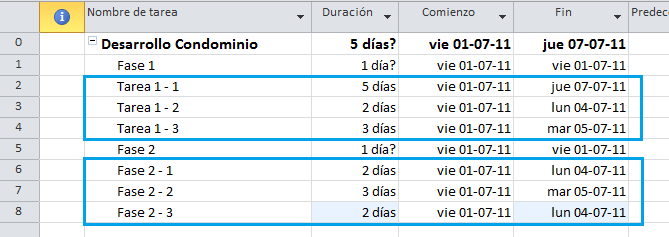 Nombre de tarea Duración Comienzo Fin Predec
0 Desarrollo Condominio 5 días? vie 01-07-11 jue 07-07-11
1 Fase 1 1 día? vie 01-07-11 vie 01-07-11
2 Tarea 1 - 1 5 días vie 01-07-11 jue 07-07-11
3 Tarea 1 - 2 2 días vie 01-07-11 lun 04-07-11
4 Tarea 1 - 3 3 días vie 01-07-11 mar 05-07-11
5 Fase 2 1 día? vie 01-07-11 vie 01-07-11
6 Fase 2 - 1 2 días vie 01-07-11 lun 04-07-11
7 Fase 2 - 2 3 días vie 01-07-11 mar 05-07-11
8 Fase 2 - 3 2 días vie 01-07-11 lun 04-07-11